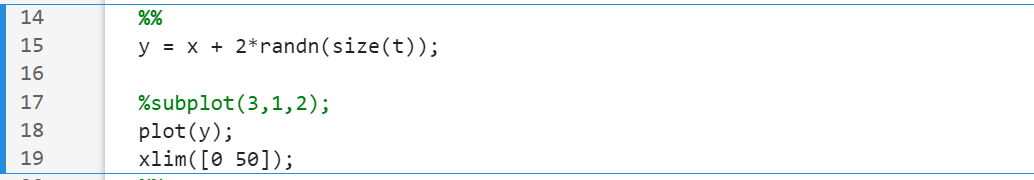 14 %%
15 y = x + 2*randn(size(t));
16
17 %subplot(3,1,2);
18 plot(y);
19 xlim([0 50]);